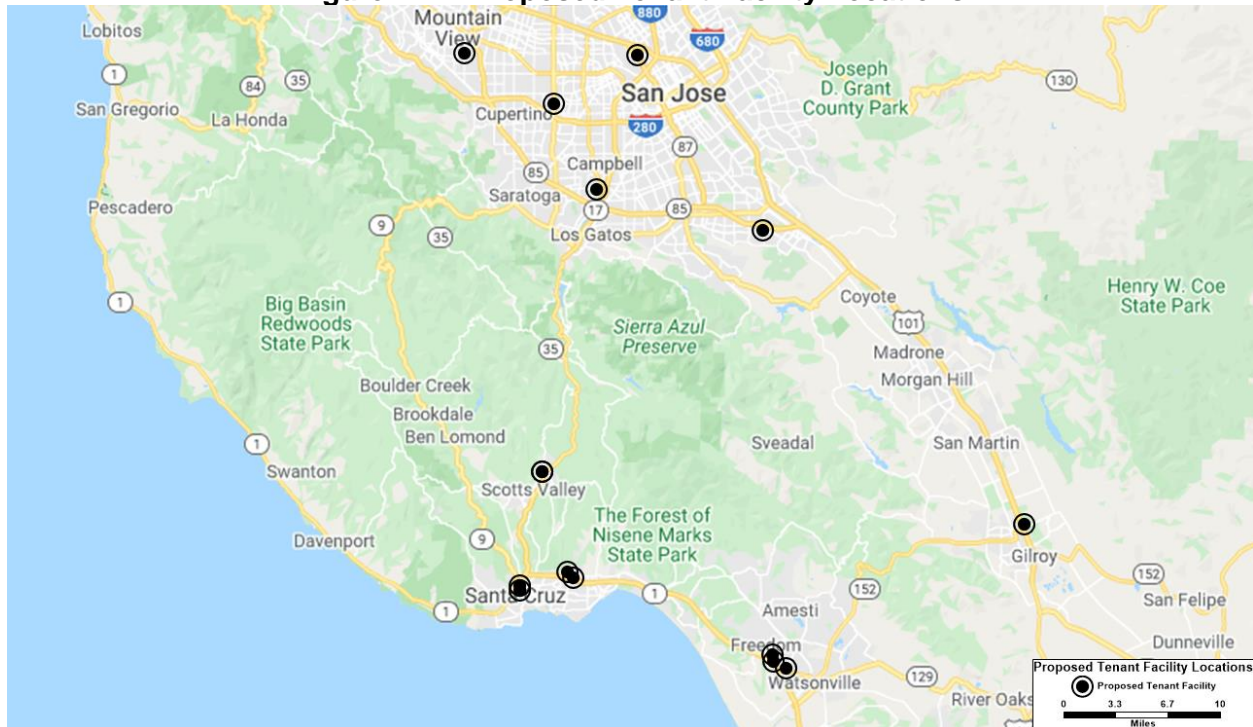 Proposed Tenant Facility Locations
Lobitos
Mountain
View
880
680
1
84
35
San Gregorio
La Honda
Cupertino
San Jose
280
Joseph
D. Grant
County Park
130
87
Campbell
85
Saratoga
Pescadero
9
35
17
85
Los Gatos
1
Big Basin
Redwoods
State Park
Sierra Azul
Preserve
35
Coyote
101
Henry W. Coe
State Park
Madrone
Morgan Hill
Boulder Creek
Brookdale
Ben Lomond
1
Swanton
Sveadal
San Martin
Scotts Valley
The Forest of
Nisene Marks
State Park
Davenport
9
Gilroy
152
152
San Felipe
Santa Cruz
1
1
Amesti
Freedom
Dunneville
Watsonville
129
River Oaks
Proposed Tenant Facility Locations
Proposed Tenant Facility
0 3.3 6.7 10
Miles